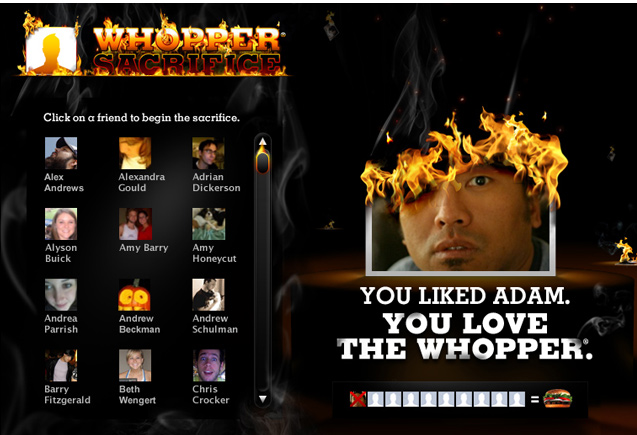 WHOPPER®
SACRIFICE
Click on a friend to begin the sacrifice.
Alex
Andrews
Alexandra
Gould
Adrian
Dickerson
Alyson
Buick
Amy Barry
Amy
Honeycut
Andrea
Parrish
Andrew
Beckman
Andrew
Schulman
Barry
Fitzgerald
Beth
Wengert
Chris
Crocker
YOU LIKED ADAM.
YOU LOVE
THE WHOPPER.®
=